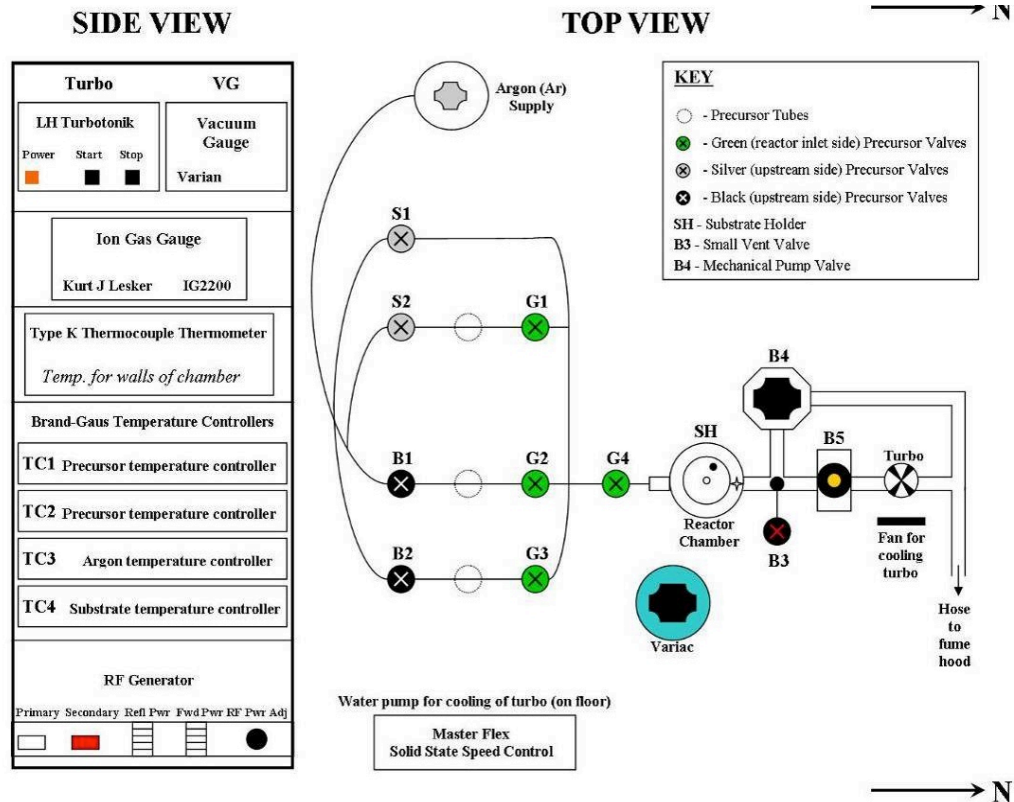 SIDE VIEW
TOP VIEW
N
Turbo
VG
LH Turbotonik
Power Start Stop
Vacuum
Gauge
Varian
Ion Gas Gauge
Kurt J Lesker IG2200
Type K Thermocouple Thermometer
Temp. for walls of chamber
Brand-Gaus Temperature Controllers
TC1 Precursor temperature controller
TC2 Precursor temperature controller
TC3 Argon temperature controller
TC4 Substrate temperature controller
RF Generator
Primary Secondary Refl Pwr Fwd Pwr RF Pwr Adj
Argon (Ar)
Supply
KEY
- Precursor Tubes
- Green (reactor inlet side) Precursor Valves
- Silver (upstream side) Precursor Valves
- Black (upstream side) Precursor Valves
SH - Substrate Holder
B3 - Small Vent Valve
B4 - Mechanical Pump Valve
S1
S2
G1
B4
B1
G2
G4
SH
B5
Turbo
Reactor
Chamber
B3
Fan for
cooling
turbo
B2
G3
Variac
Hose
to
fume
hood
Water pump for cooling of turbo (on floor)
Master Flex
Solid State Speed Control
N